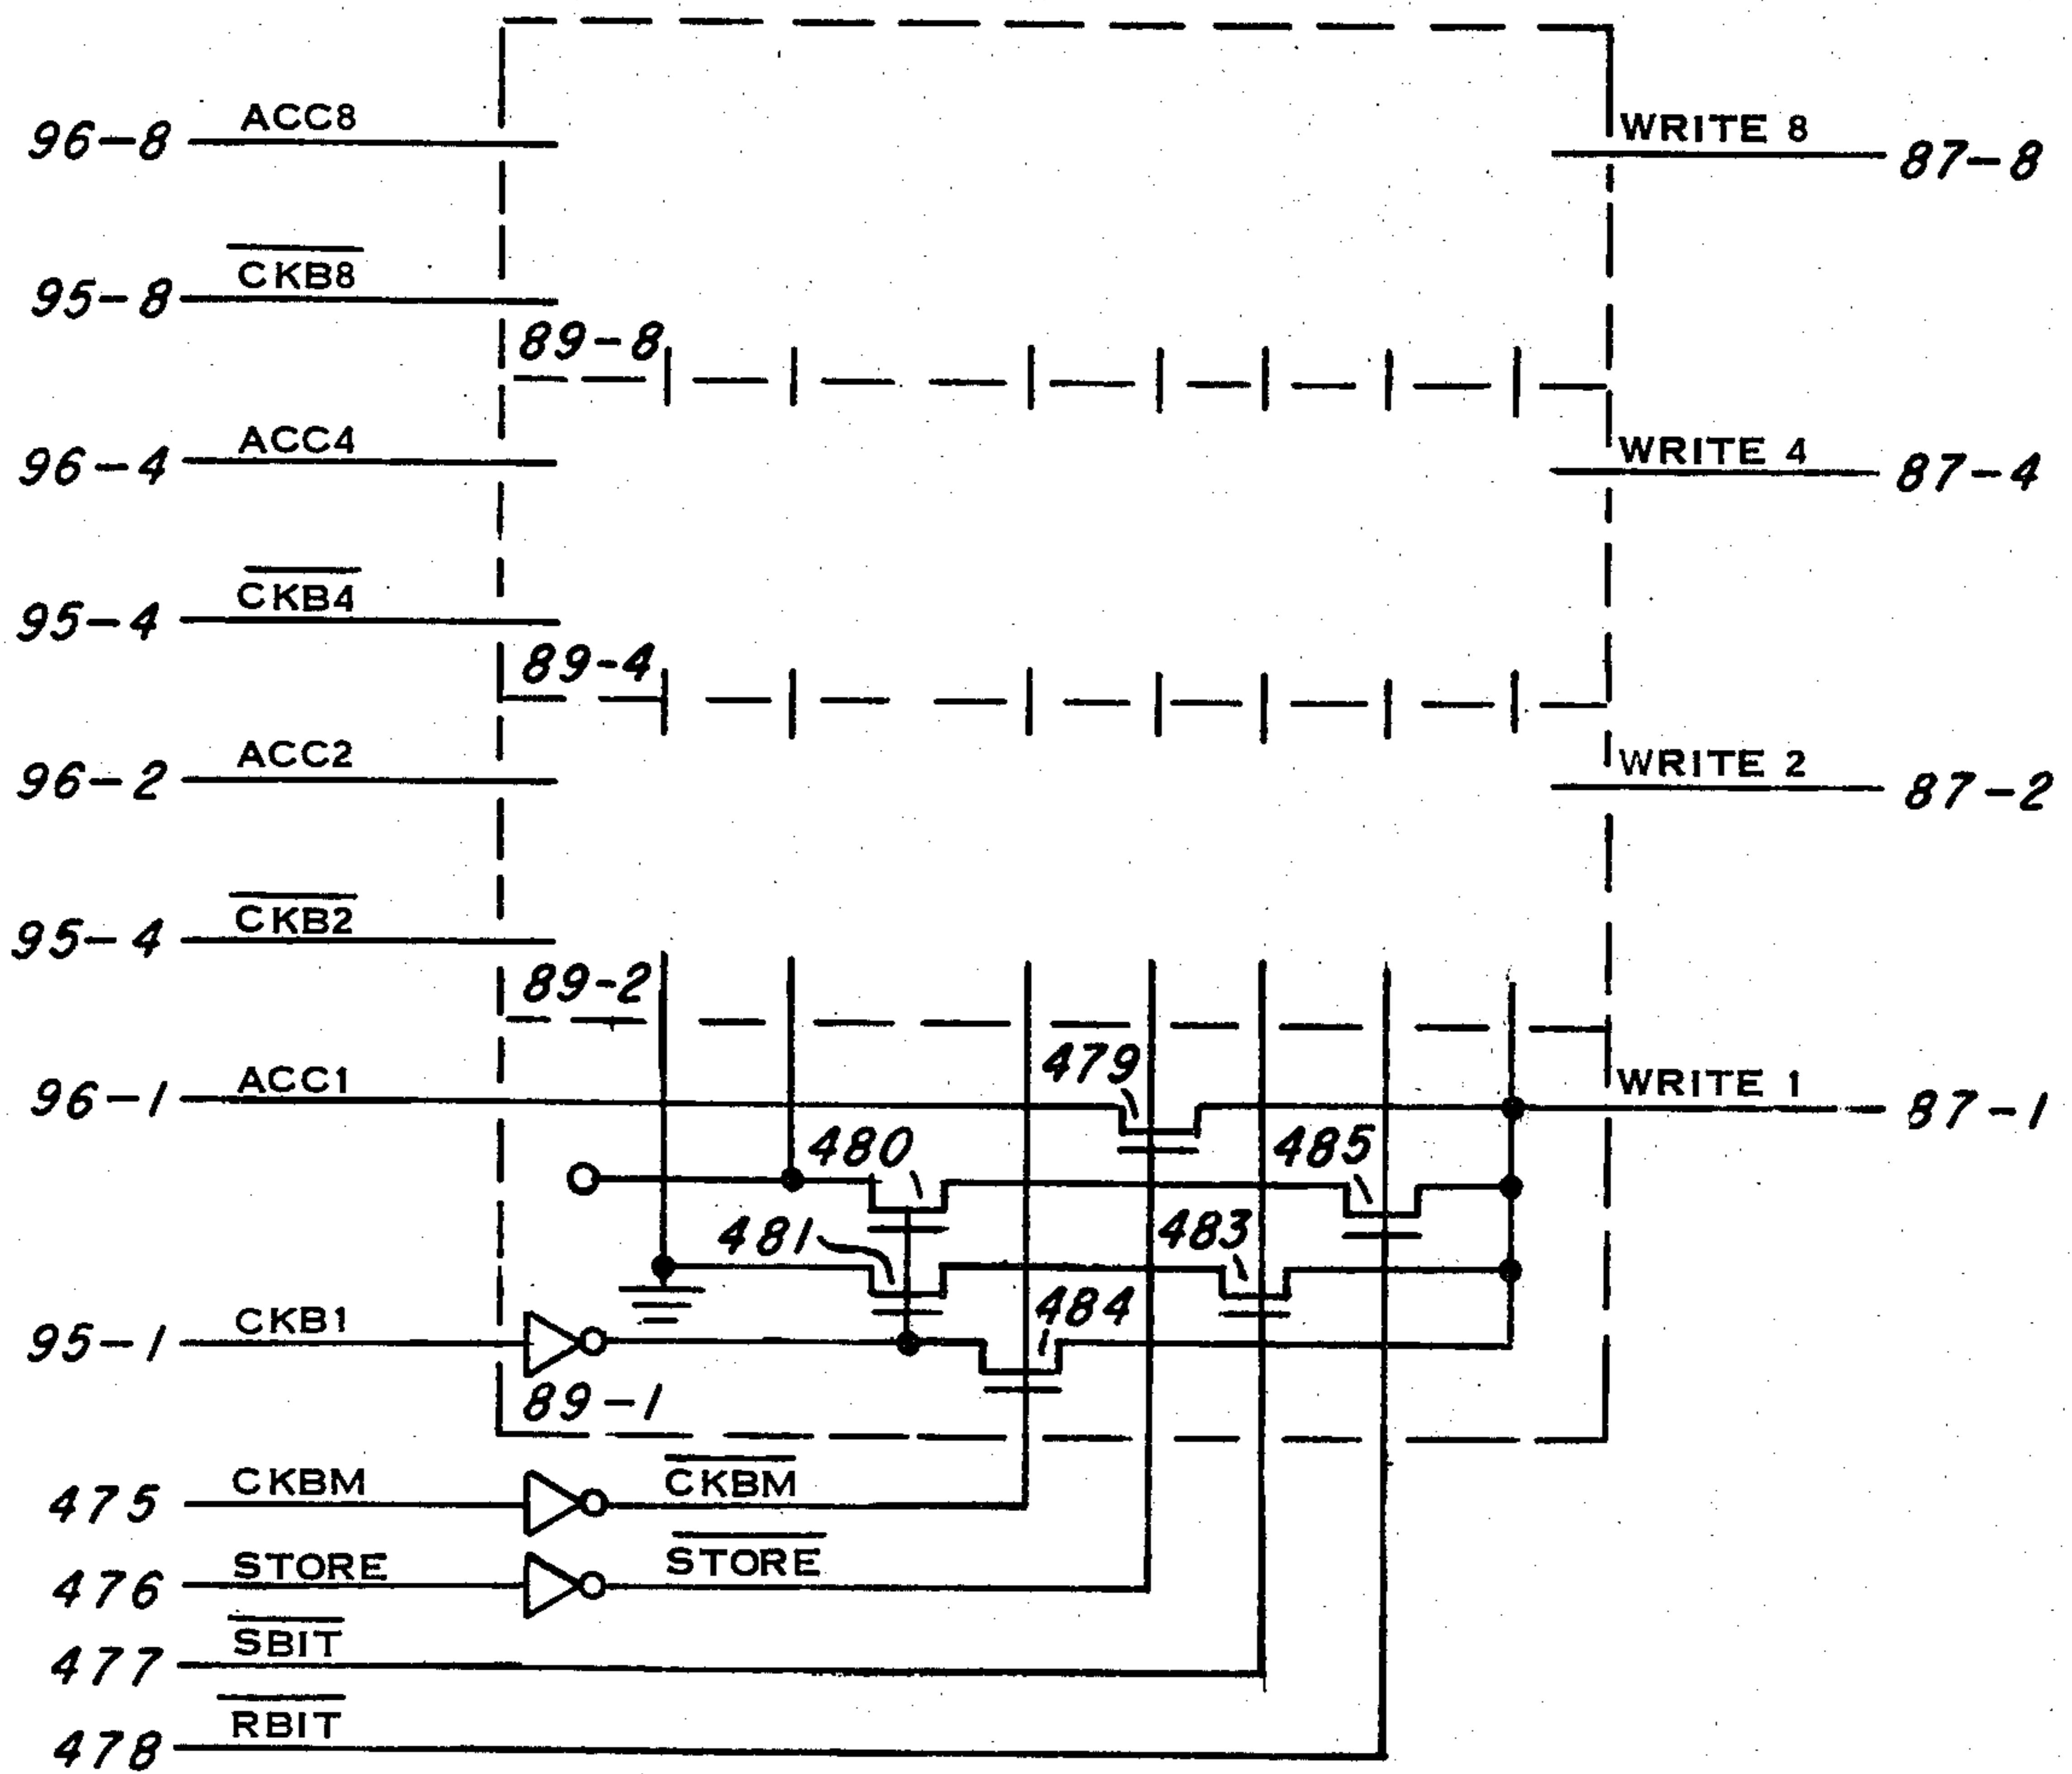 ACC8
96-8
WRITE 8
87-8
CKB8
95-8
89-8
ACC4
96-4
WRITE 4
87-4
CKB4
95-4
89-4
ACC2
96-2
WRITE 2
87-2
CKB2
95-4
89-2
479
ACC1
96-1
WRITE 1
87-1
480
485
481
483
484
CKB1
95-1
89-1
CKBM
CKBM
475
STORE
STORE
476
SBIT
477
RBIT
478